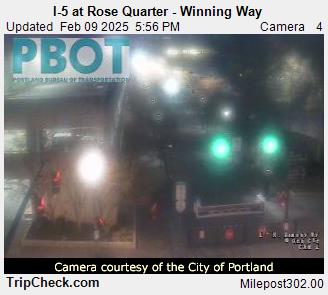 I-5 at Rose Quarter - Winning Way
Updated  Feb 09 2025  5:56 PM
Camera  4
PBOT
PORTLAND BUREAU OF TRANSPORTATION
Camera courtesy of the City of Portland
TripCheck.com
Milepost302.00